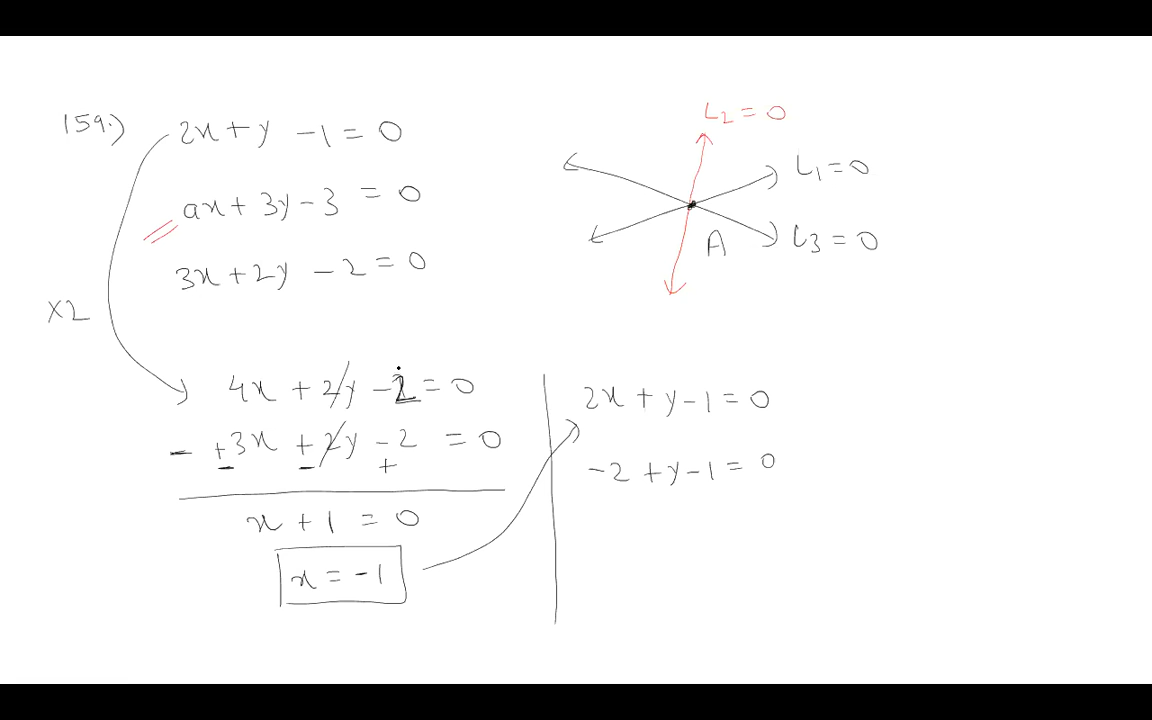 159.) 2x + y - 1 = 0
ax + 3y - 3 = 0
3x + 2y - 2 = 0
×2
L₂ = 0
L₁ = 0
A
L₃ = 0
4x + 2y - 2 = 0
- +3x + 2y - 2 = 0
- - +
x + 1 = 0
x = -1
2x + y - 1 = 0
-2 + y - 1 = 0